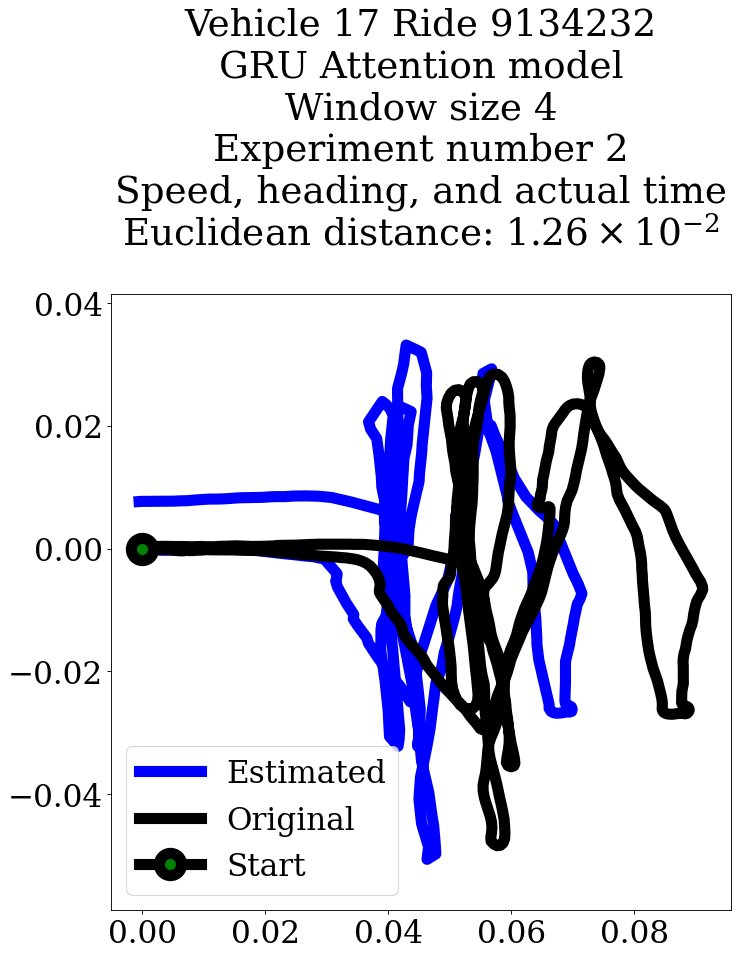 Vehicle 17 Ride 9134232
GRU Attention model
Window size 4
Experiment number 2
Speed, heading, and actual time
Euclidean distance: 1.26 × 10⁻²
0.04
0.02
0.00
−0.02
−0.04
Estimated
Original
Start
0.00 0.02 0.04 0.06 0.08